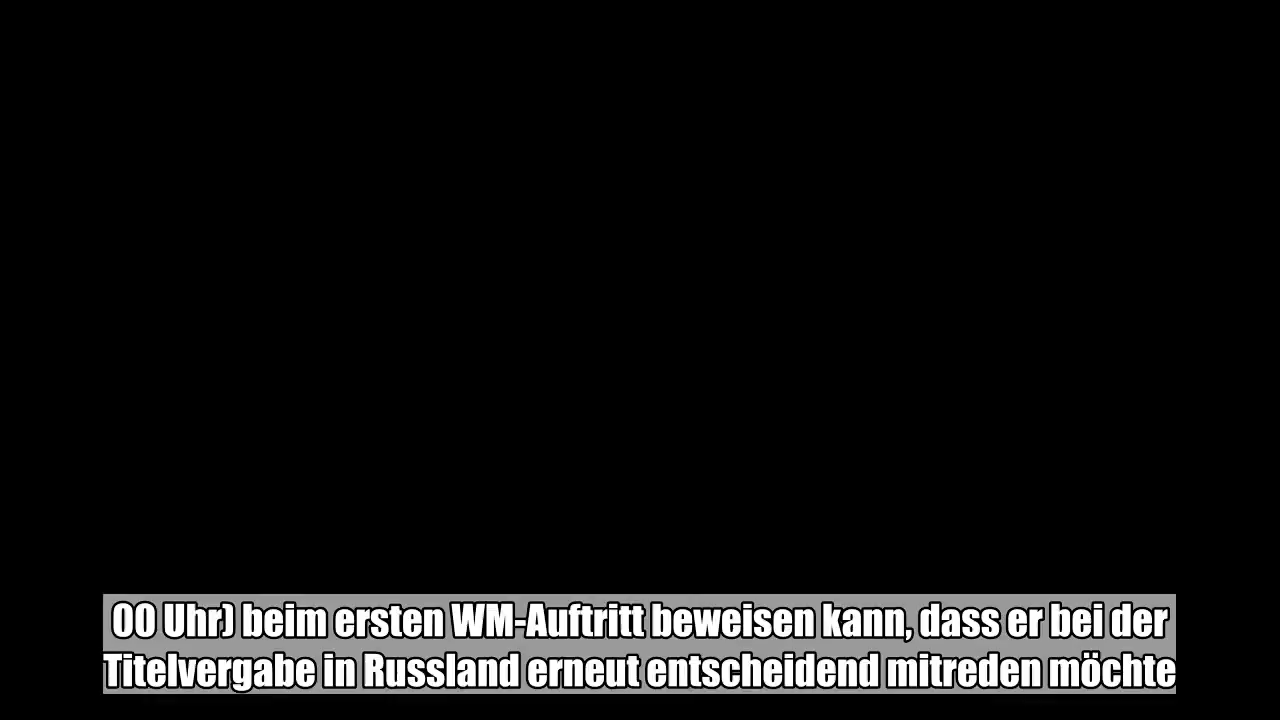 00 Uhr) beim ersten WM-Auftritt beweisen kann, dass er bei der
Titelvergabe in Russland erneut entscheidend mitreden möchte